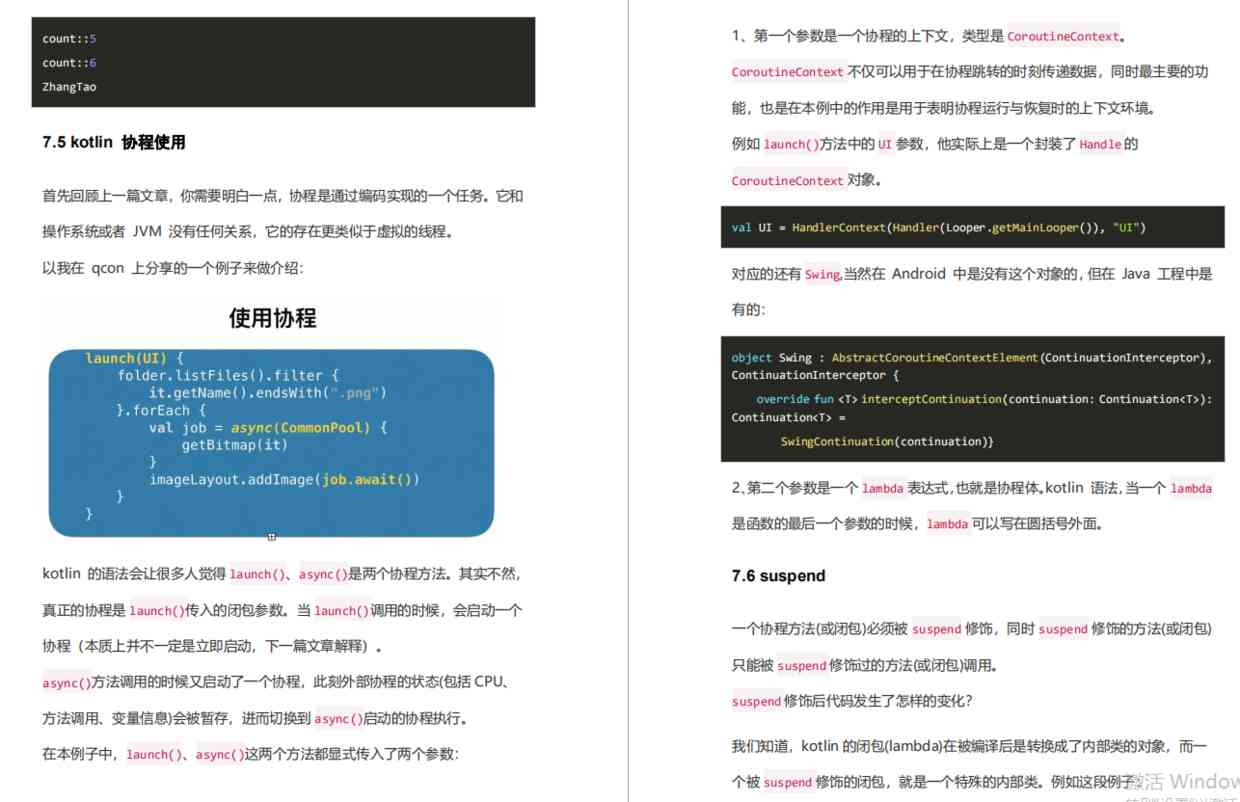 count::5
count::6
ZhangTao
7.5 kotlin 协程使用
首先回顾上一篇文章，你需要明白一点，协程是通过编码实现的一个任务。它和
操作系统或者 JVM 没有任何关系，它的存在更类似于虚拟的线程。
以我在 qcon 上分享的一个例子来做介绍：
使用协程
launch(UI) {
folder.listFiles().filter {
it.getName().endsWith(".png")
}.forEach {
val job = async(CommonPool) {
getBitmap(it)
}
imageLayout.addImage(job.await())
}
}
kotlin 的语法会让很多人觉得 launch()、async()是两个协程方法。其实不然，
真正的协程是 launch()传入的闭包参数。当 launch()调用的时候，会启动一个
协程（本质上并不一定是立即启动，下一篇文章解释）。
async()方法调用的时候又启动了一个协程，此刻外部协程的状态(包括 CPU、
方法调用、变量信息)会被暂存，进而切换到 async()启动的协程执行。
在本例子中，launch()、async()这两个方法都显式传入了两个参数：
1、第一个参数是一个协程的上下文，类型是 CoroutineContext。
CoroutineContext 不仅可以用于在协程跳转的时刻传递数据，同时最主要的功
能，也是在本例中的作用是用于表明协程运行与恢复时的上下文环境。
例如 launch()方法中的 UI 参数，他实际上是一个封装了 Handle 的
CoroutineContext 对象。
val UI = HandlerContext(Handler(Looper.getMainLooper()), "UI")
对应的还有 Swing,当然在 Android 中是没有这个对象的，但在 Java 工程中是
有的：
object Swing : AbstractCoroutineContextElement(ContinuationInterceptor),
ContinuationInterceptor {
override fun <T> interceptContinuation(continuation: Continuation<T>):
Continuation<T> =
SwingContinuation(continuation)}
2、第二个参数是一个 lambda 表达式，也就是协程体。kotlin 语法，当一个 lambda
是函数的最后一个参数的时候，lambda 可以写在圆括号外面。
7.6 suspend
一个协程方法(或闭包)必须被 suspend 修饰，同时 suspend 修饰的方法(或闭包)
只能被 suspend 修饰过的方法(或闭包)调用。
suspend 修饰后代码发生了怎样的变化？
我们知道，kotlin 的闭包(lambda)在被编译后是转换成了内部类的对象，而一
个被 suspend 修饰的闭包，就是一个特殊的内部类。例如这段例子
激活 Window